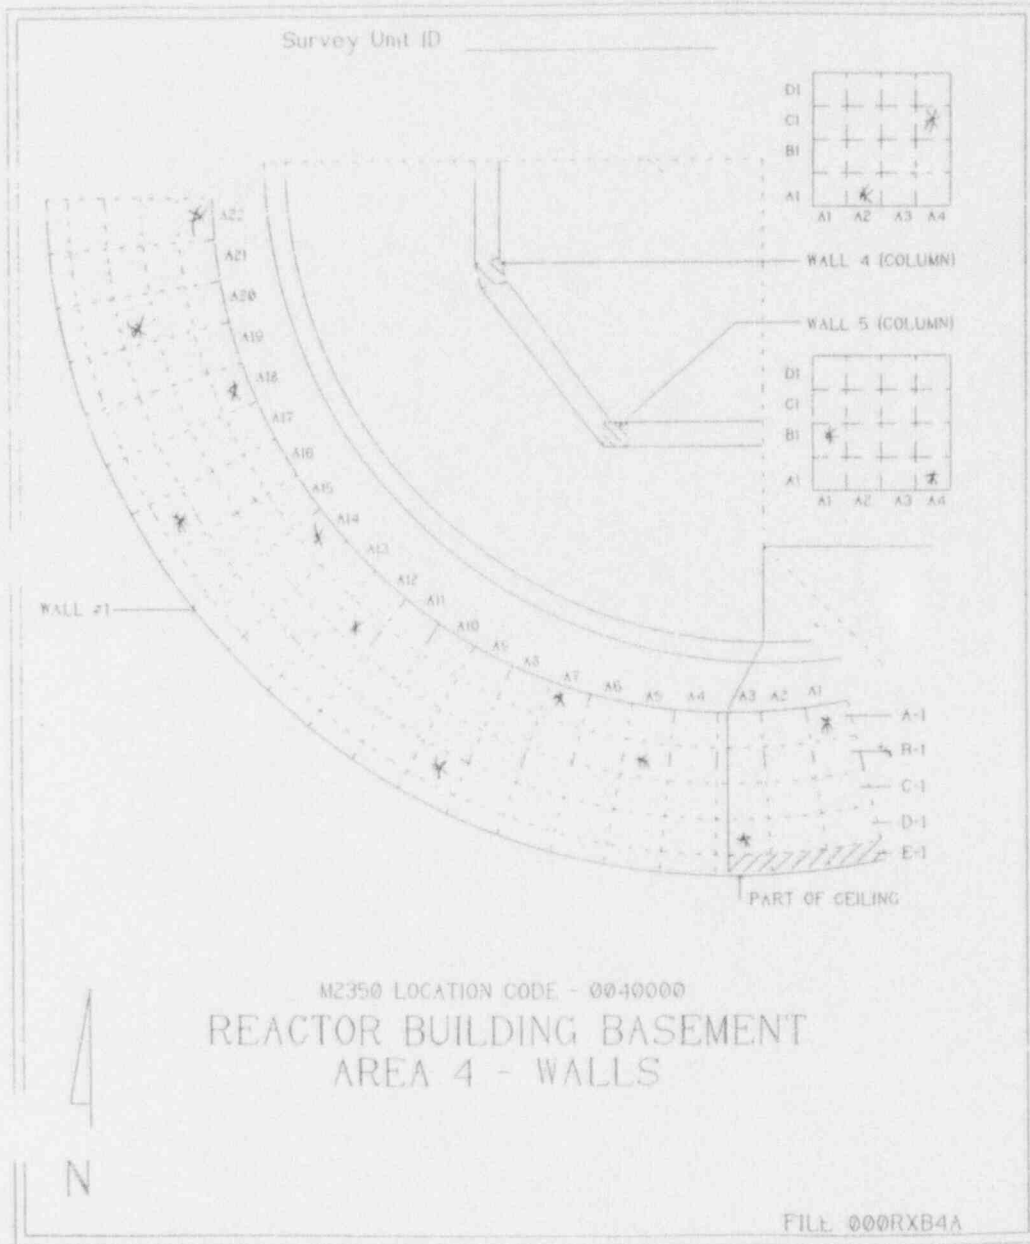 Survey Unit ID
D1
C1
B1
A1
A1 A2 A3 A4
WALL 4 (COLUMN)
WALL 5 (COLUMN)
D1
C1
B1
A1
A1 A2 A3 A4
A22
A21
A20
A19
A18
A17
A16
A15
A14
A13
A12
A11
A10
A9
A8
A7
A6
A5
A4
A3
A2
A1
WALL #1
A-1
B-1
C-1
D-1
E-1
PART OF CEILING
M2350 LOCATION CODE - 0040000
REACTOR BUILDING BASEMENT
AREA 4 - WALLS
N
FILE 000RXB4A